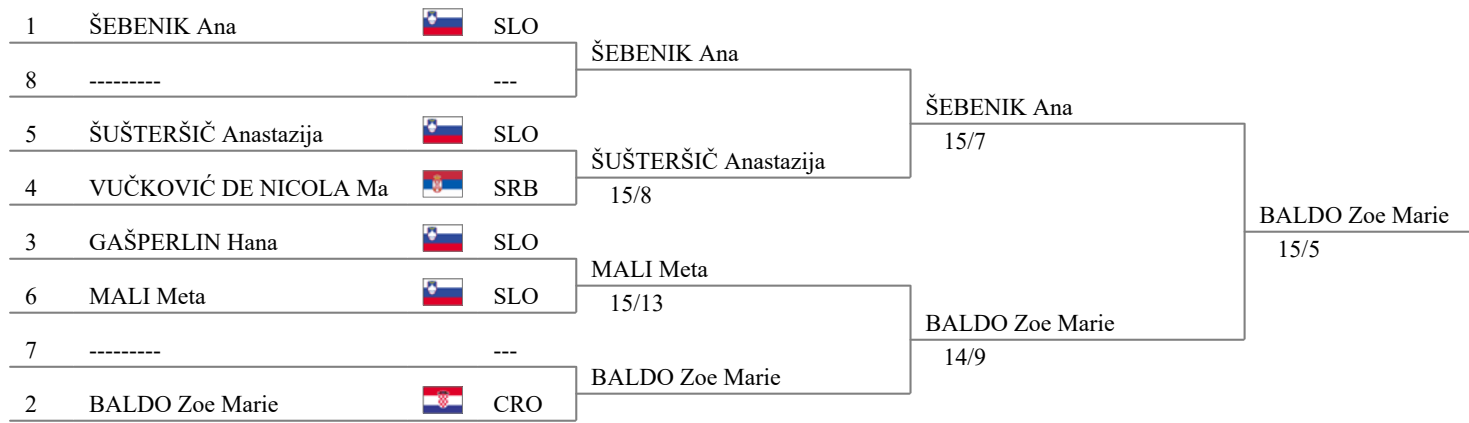 1 ŠEBENIK Ana SLO
8 --------- ---
5 ŠUŠTERŠIČ Anastazija SLO
4 VUČKOVIĆ DE NICOLA Ma SRB
3 GAŠPERLIN Hana SLO
6 MALI Meta SLO
7 --------- ---
2 BALDO Zoe Marie CRO
ŠEBENIK Ana
ŠUŠTERŠIČ Anastazija
15/8
MALI Meta
15/13
BALDO Zoe Marie
ŠEBENIK Ana
15/7
BALDO Zoe Marie
14/9
BALDO Zoe Marie
15/5